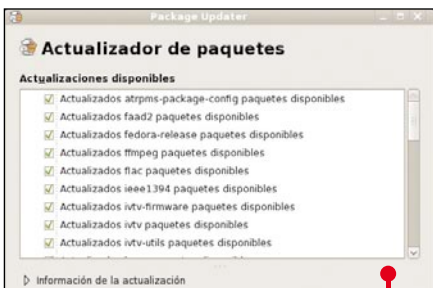 Package Updater
Actualizador de paquetes
Actualizaciones disponibles
Actualizados atrpms-package-config paquetes disponibles
Actualizados faad2 paquetes disponibles
Actualizados fedora-release paquetes disponibles
Actualizados ffmpeg paquetes disponibles
Actualizados flac paquetes disponibles
Actualizados ieee1394 paquetes disponibles
Actualizados ivtv-firmware paquetes disponibles
Actualizados ivtv paquetes disponibles
Actualizados ivtv-utils paquetes disponibles
Información de la actualización